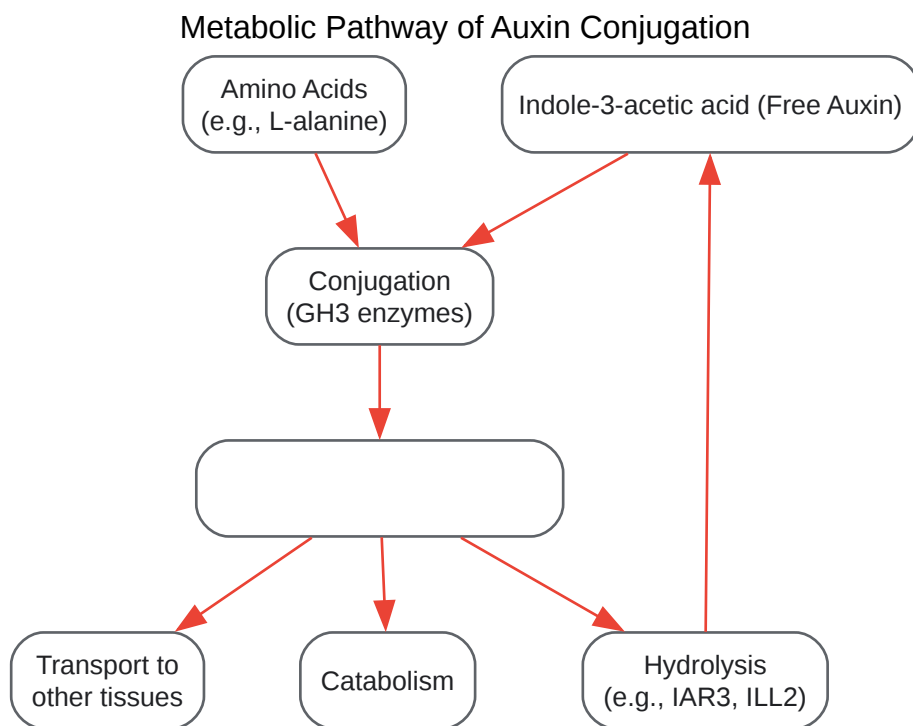 Metabolic Pathway of Auxin Conjugation
Amino Acids
(e.g., L-alanine)
Indole-3-acetic acid (Free Auxin)
Conjugation
(GH3 enzymes)
Transport to
other tissues
Catabolism
Hydrolysis
(e.g., IAR3, ILL2)